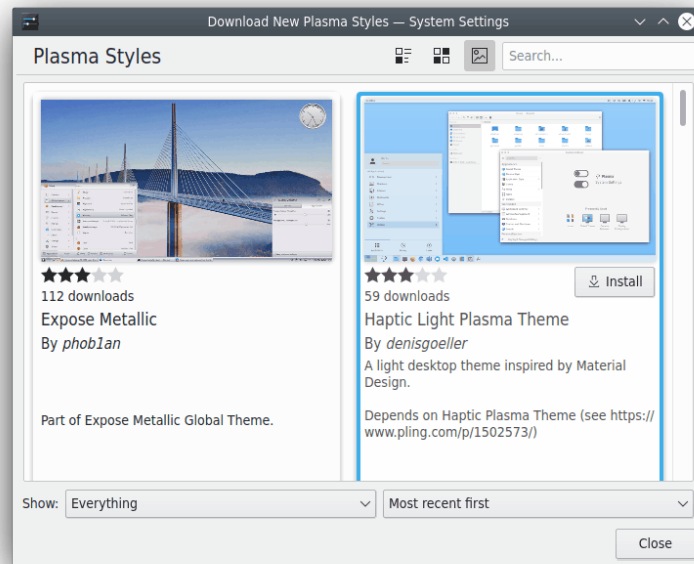 Download New Plasma Styles — System Settings
Plasma Styles
Search...
112 downloads
Expose Metallic
By phob1an
Part of Expose Metallic Global Theme.
59 downloads
Install
Haptic Light Plasma Theme
By denisgoeller
A light desktop theme inspired by Material
Design.
Depends on Haptic Plasma Theme (see https://
www.pling.com/p/1502573/)
Show:
Everything
Most recent first
Close